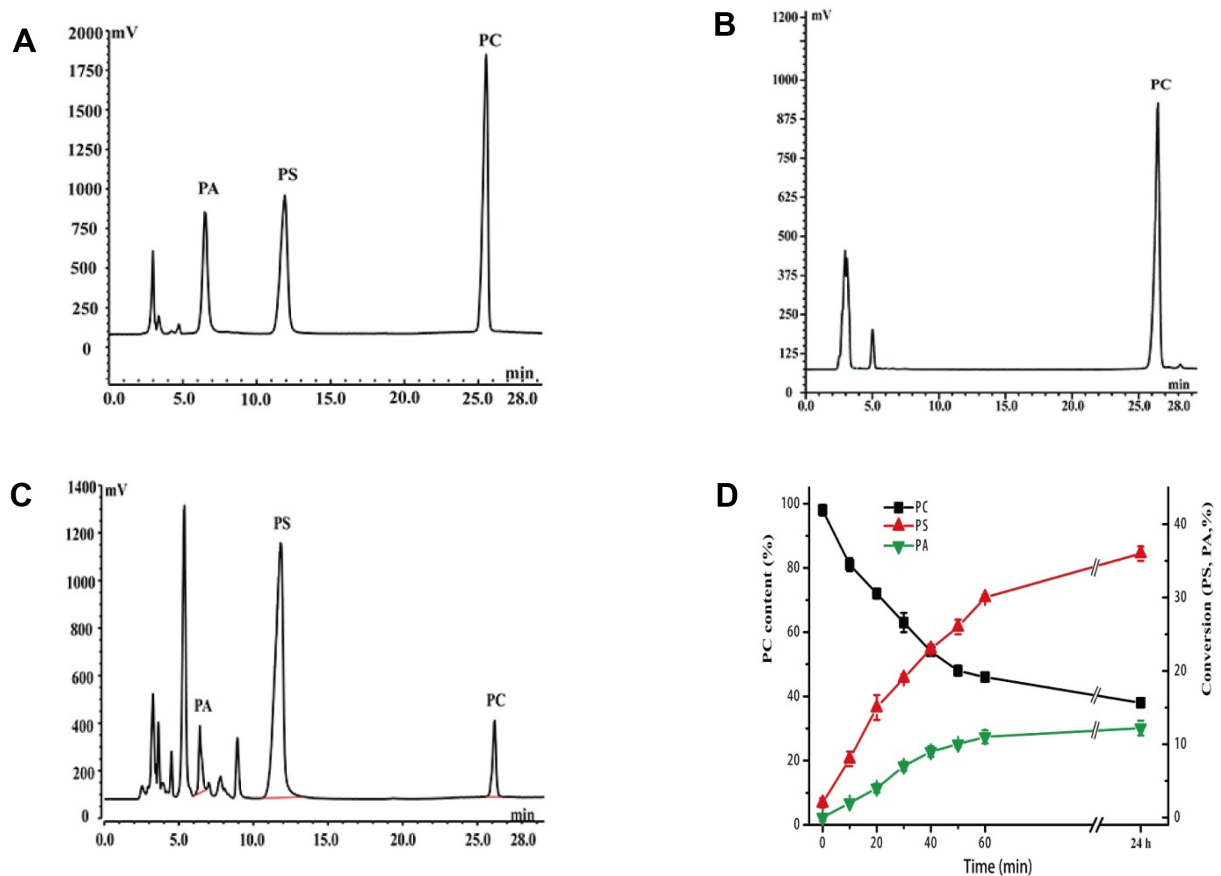 A
mV
2000
1750
1500
1250
1000
750
500
250
0
PA
PS
PC
min
0.0 5.0 10.0 15.0 20.0 25.0 28.0
B
mV
1200
1000
875
750
625
500
375
250
125
0
PC
min
0.0 5.0 10.0 15.0 20.0 25.0 28.0
C
mV
1400
1200
1000
800
600
400
200
0
PA
PS
PC
min
0.0 5.0 10.0 15.0 20.0 25.0 28.0
D
PC
PS
PA
PC content (%)
100
80
60
40
20
0
Conversion (PS, PA,%)
40
30
20
10
0
0 20 40 60 24 h
Time (min)